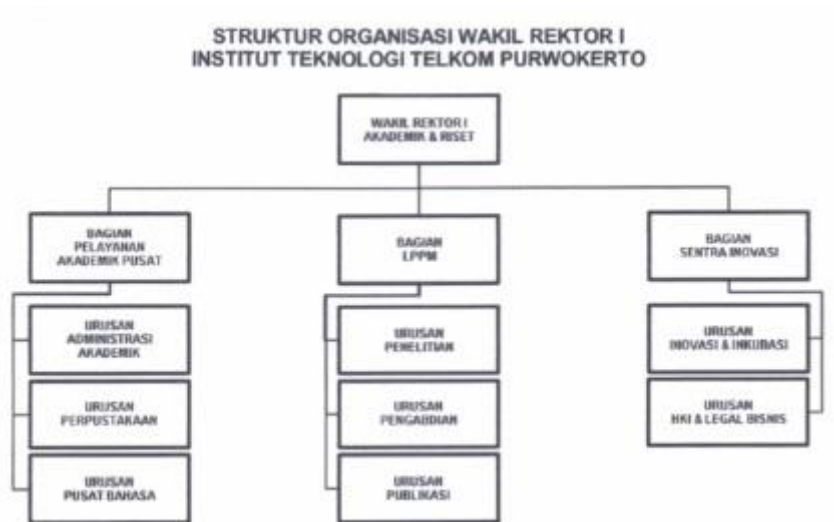 STRUKTUR ORGANISASI WAKIL REKTOR I
INSTITUT TEKNOLOGI TELKOM PURWOKERTO
WAKIL REKTOR I
AKADEMIK & RISET
BAGIAN
PELAYANAN
AKADEMIK PUSAT
BAGIAN
LPPM
BAGIAN
SENTRA INOVASI
URUSAN
ADMINISTRASI
AKADEMIK
URUSAN
PENELITIAN
URUSAN
INOVASI & INKUBASI
URUSAN
PERPUSTAKAAN
URUSAN
PENGABDIAN
URUSAN
HKI & LEGAL BISNIS
URUSAN
PUSAT BAHASA
URUSAN
PUBLIKASI